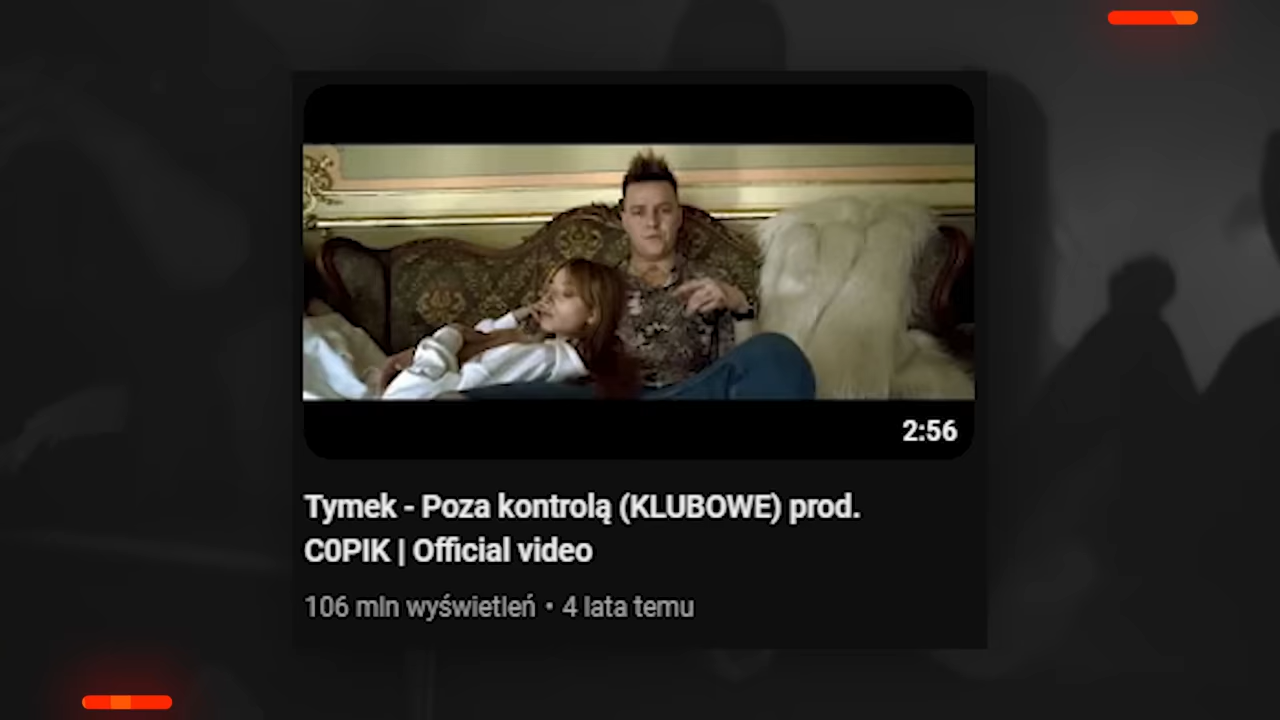 2:56
Tymek - Poza kontrolą (KLUBOWE) prod.
C0PIK | Official video
106 mln wyświetleń • 4 lata temu